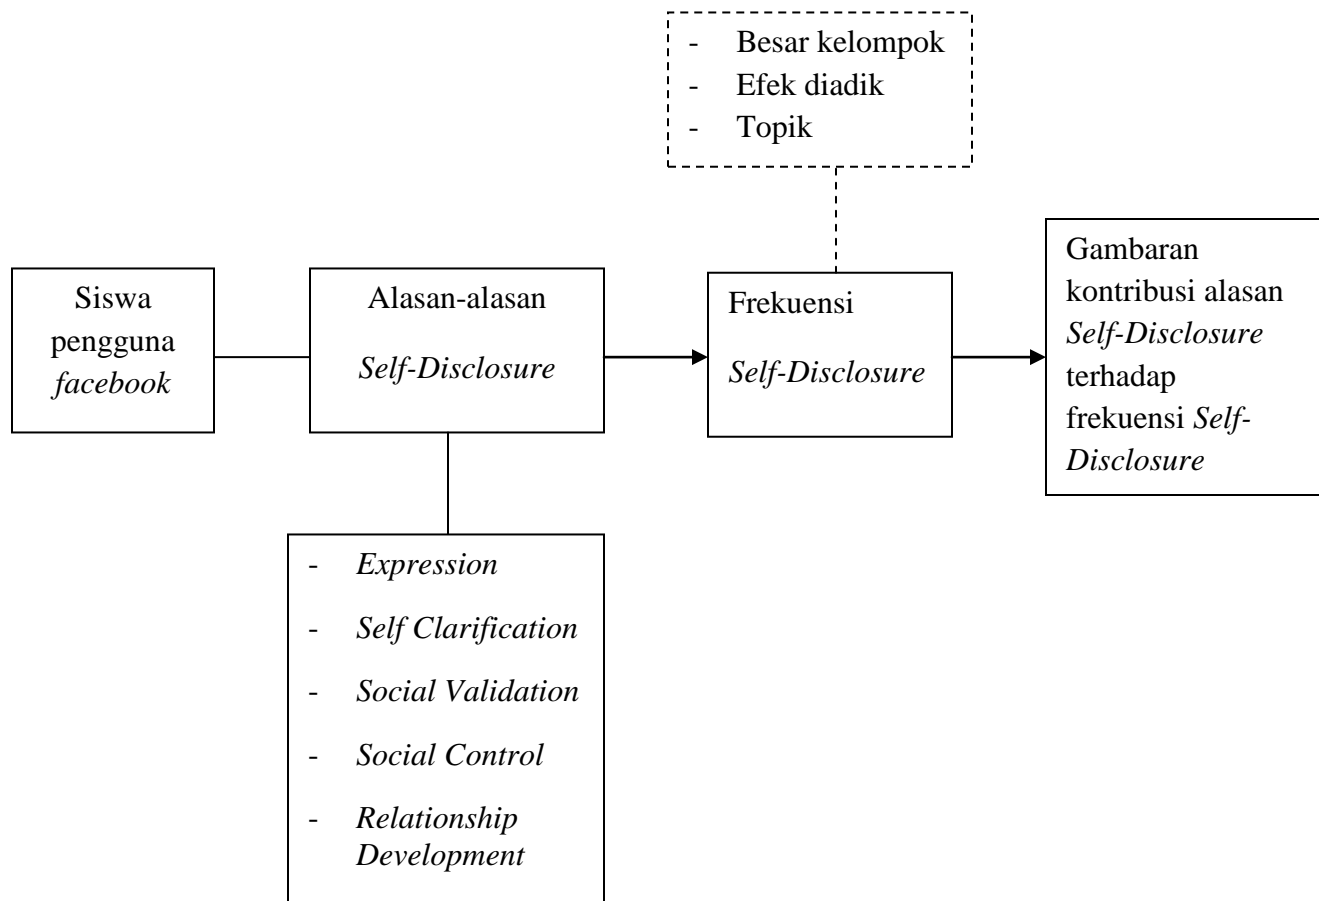 - Besar kelompok
- Efek diadik
- Topik
Siswa
pengguna
facebook
Alasan-alasan
Self-Disclosure
Frekuensi
Self-Disclosure
Gambaran
kontribusi alasan
Self-Disclosure
terhadap
frekuensi Self-
Disclosure
- Expression
- Self Clarification
- Social Validation
- Social Control
- Relationship
Development